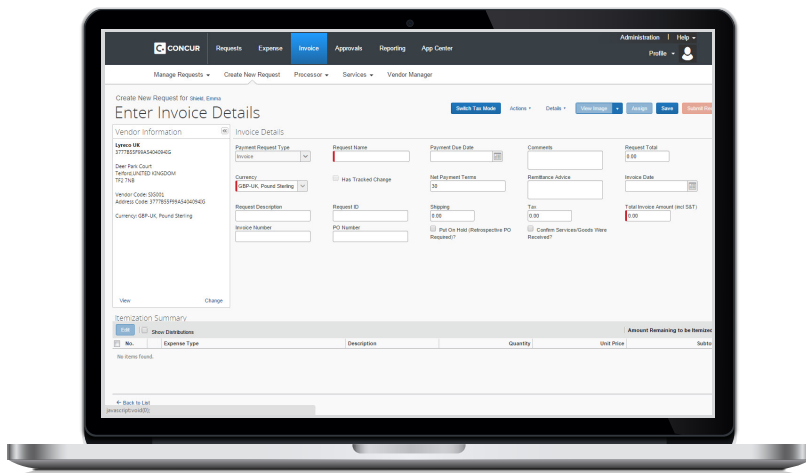 Administration | Help
C. CONCUR Requests Expense Invoice Approvals Reporting App Center
Profile
Manage Requests Create New Request Processor Services Vendor Manager
Create New Request for Shield, Emma
Enter Invoice Details
Switch Tax Mode Actions Details View Image Assign Save Submit
Vendor Information
Invoice Details
Lyreco UK
Deer Park Court
Telford,UNITED KINGDOM
TF2 7NB
Vendor Code: SIG001
Currency: GBP-UK, Pound Sterling
View Change
Payment Request Type Request Name Payment Due Date Comments Request Total
Invoice 0.00
Currency Has Tracked Change Net Payment Terms Remittance Advice Invoice Date
GBP-UK, Pound Sterling 30
Request Description Request ID Shipping Tax Total Invoice Amount (incl S&T)
0.00 0.00 0.00
Invoice Number PO Number Put On Hold (Retrospective PO Required)? Confirm Services/Goods Were Received?
Itemization Summary
Edit Show Distributions Amount Remaining to be Itemized
No. Expense Type Description Quantity Unit Price Subto
No items found.
← Back to List
javascript:void(0);